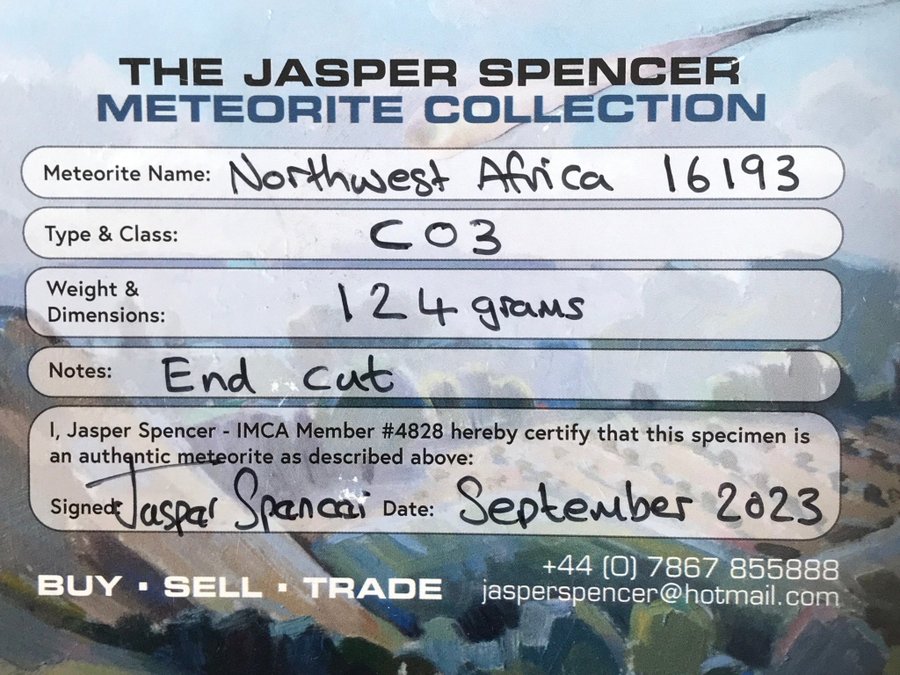 THE JASPER SPENCER
METEORITE COLLECTION
Meteorite Name: Northwest Africa 16193
Type & Class: CO3
Weight &
Dimensions: 124 grams
Notes: End cut
I, Jasper Spencer - IMCA Member #4828 hereby certify that this specimen is
an authentic meteorite as described above:
Signed: Jasper Spencer Date: September 2023
BUY · SELL · TRADE
+44 (0) 7867 855888
jasperspencer@hotmail.com